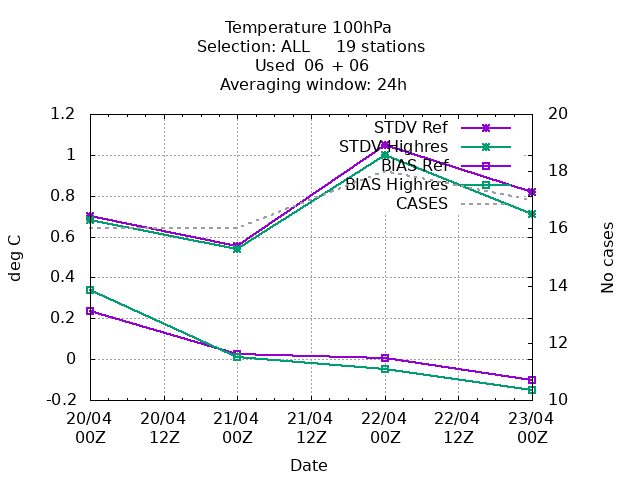 Temperature 100hPa
Selection: ALL     19 stations
Used  06 + 06
Averaging window: 24h
1.2
1
0.8
0.6
0.4
0.2
0
-0.2
deg C
20
18
16
14
12
10
No cases
STDV Ref
STDV Highres
BIAS Ref
BIAS Highres
CASES
20/04 20/04 21/04 21/04 22/04 22/04 23/04
00Z 12Z 00Z 12Z 00Z 12Z 00Z
Date